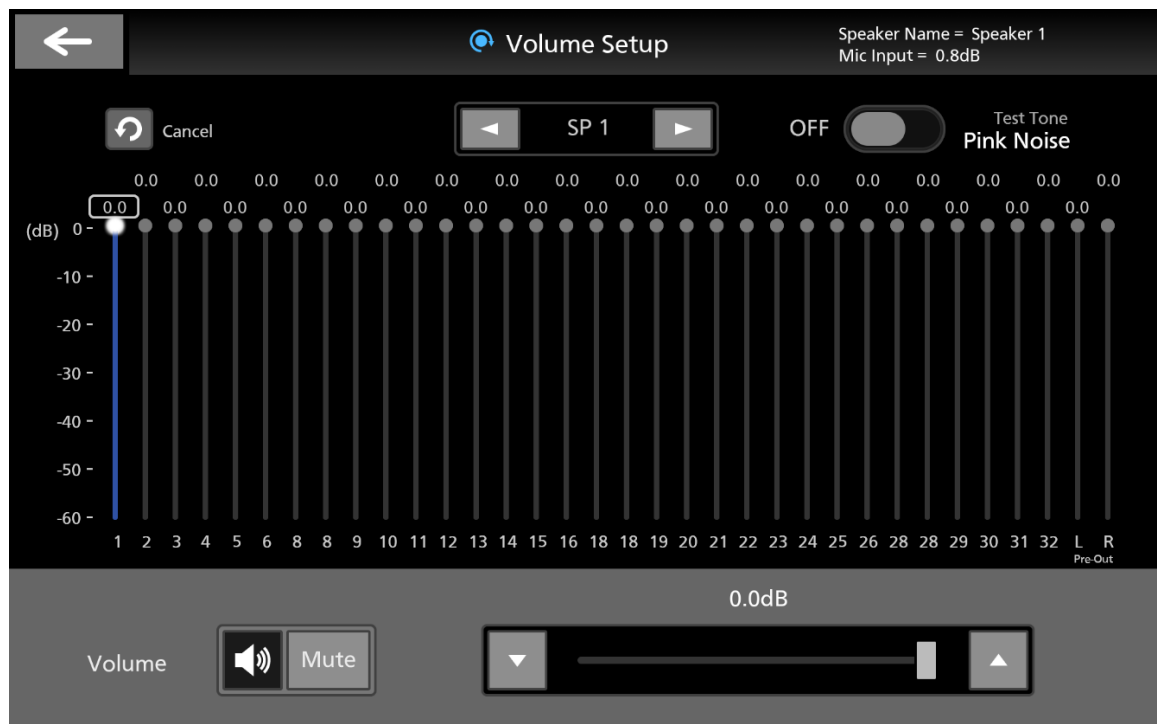 Volume Setup
Speaker Name = Speaker 1
Mic Input = 0.8dB
Cancel
SP 1
OFF
Test Tone
Pink Noise
0.0 0.0 0.0 0.0 0.0 0.0 0.0 0.0 0.0 0.0 0.0 0.0 0.0 0.0 0.0 0.0 0.0
0.0 0.0 0.0 0.0 0.0 0.0 0.0 0.0 0.0 0.0 0.0 0.0 0.0 0.0 0.0 0.0 0.0
(dB) 0 -
-10 -
-20 -
-30 -
-40 -
-50 -
-60 -
1 2 3 4 5 6 8 8 9 10 11 12 13 14 15 16 18 18 19 20 21 22 23 24 25 26 28 28 29 30 31 32 L R
Pre-Out
0.0dB
Volume
Mute